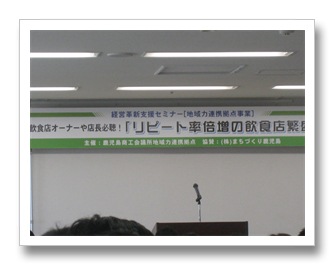 経営革新支援セミナー[地域力連携拠点事業]
飲食店オーナーや店長必聴！「リピート率倍増の飲食店繁
主催：鹿児島商工会議所地域力連携拠点 協賛：(株)まちづくり鹿児島